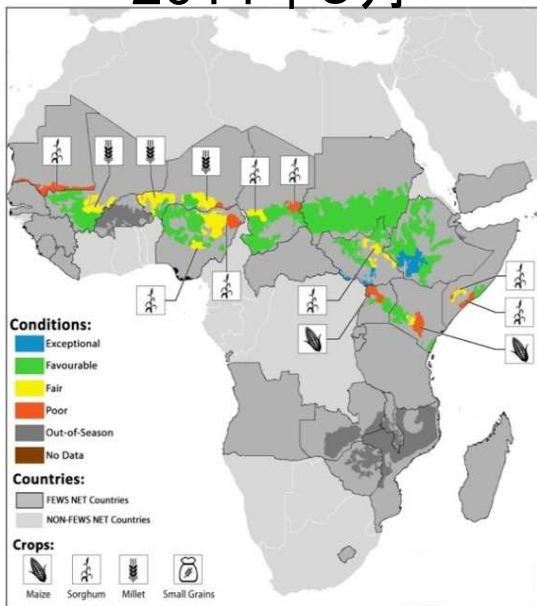 Conditions:
Exceptional
Favourable
Fair
Poor
Out-of-Season
No Data
Countries:
FEWS NET Countries
NON-FEWS NET Countries
Crops:
Maize
Sorghum
Millet
Small Grains